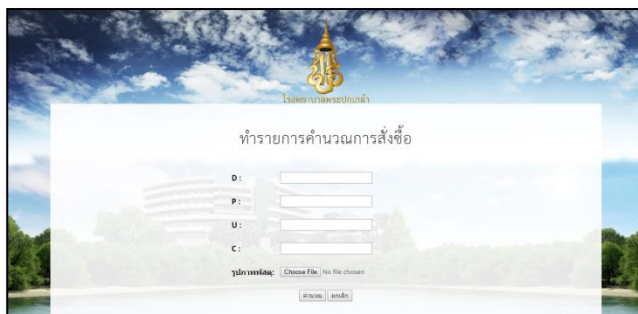 โรงพยาบาลพระปกเกล้า
ทำรายการคำนวณการสั่งซื้อ
D :
P :
U :
C :
รูปภาพพัสดุ: Choose File No file chosen
คำนวณ ยกเลิก